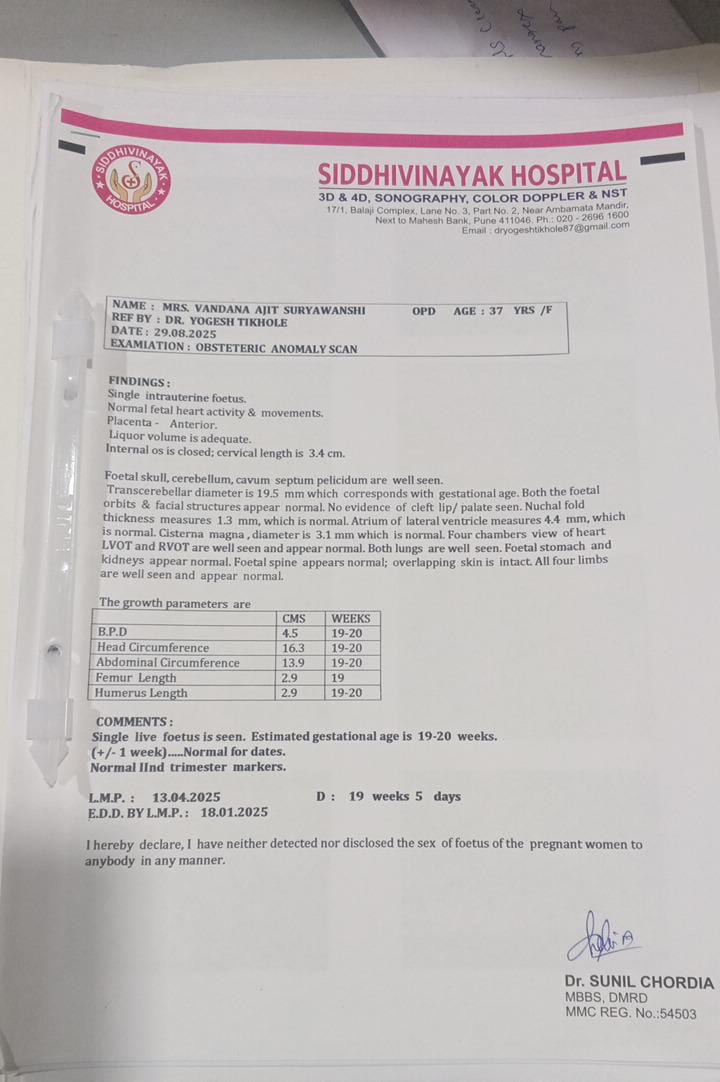 SIDDHIVINAYAK
HOSPITAL
SIDDHIVINAYAK HOSPITAL
3D & 4D, SONOGRAPHY, COLOR DOPPLER & NST
17/1, Balaji Complex, Lane No. 3, Part No. 2, Near Ambamata Mandir,
Next to Mahesh Bank, Pune 411046. Ph.: 020 - 2696 1600
Email : dryogeshtikhole87@gmail.com
NAME : MRS. VANDANA AJIT SURYAWANSHI OPD AGE : 37 YRS /F
REF BY : DR. YOGESH TIKHOLE
DATE : 29.08.2025
EXAMIATION : OBSTETERIC ANOMALY SCAN
FINDINGS :
Single intrauterine foetus.
Normal fetal heart activity & movements.
Placenta - Anterior.
Liquor volume is adequate.
Internal os is closed; cervical length is 3.4 cm.
Foetal skull, cerebellum, cavum septum pelicidum are well seen.
Transcerebellar diameter is 19.5 mm which corresponds with gestational age. Both the foetal
orbits & facial structures appear normal. No evidence of cleft lip/ palate seen. Nuchal fold
thickness measures 1.3 mm, which is normal. Atrium of lateral ventricle measures 4.4 mm, which
is normal. Cisterna magna , diameter is 3.1 mm which is normal. Four chambers view of heart
LVOT and RVOT are well seen and appear normal. Both lungs are well seen. Foetal stomach and
kidneys appear normal. Foetal spine appears normal; overlapping skin is intact. All four limbs
are well seen and appear normal.
The growth parameters are
CMS WEEKS
B.P.D 4.5 19-20
Head Circumference 16.3 19-20
Abdominal Circumference 13.9 19-20
Femur Length 2.9 19
Humerus Length 2.9 19-20
COMMENTS :
Single live foetus is seen. Estimated gestational age is 19-20 weeks.
(+/- 1 week).....Normal for dates.
Normal IInd trimester markers.
L.M.P. : 13.04.2025 D : 19 weeks 5 days
E.D.D. BY L.M.P. : 18.01.2025
I hereby declare, I have neither detected nor disclosed the sex of foetus of the pregnant women to
anybody in any manner.
Dr. SUNIL CHORDIA
MBBS, DMRD
MMC REG. No.:54503